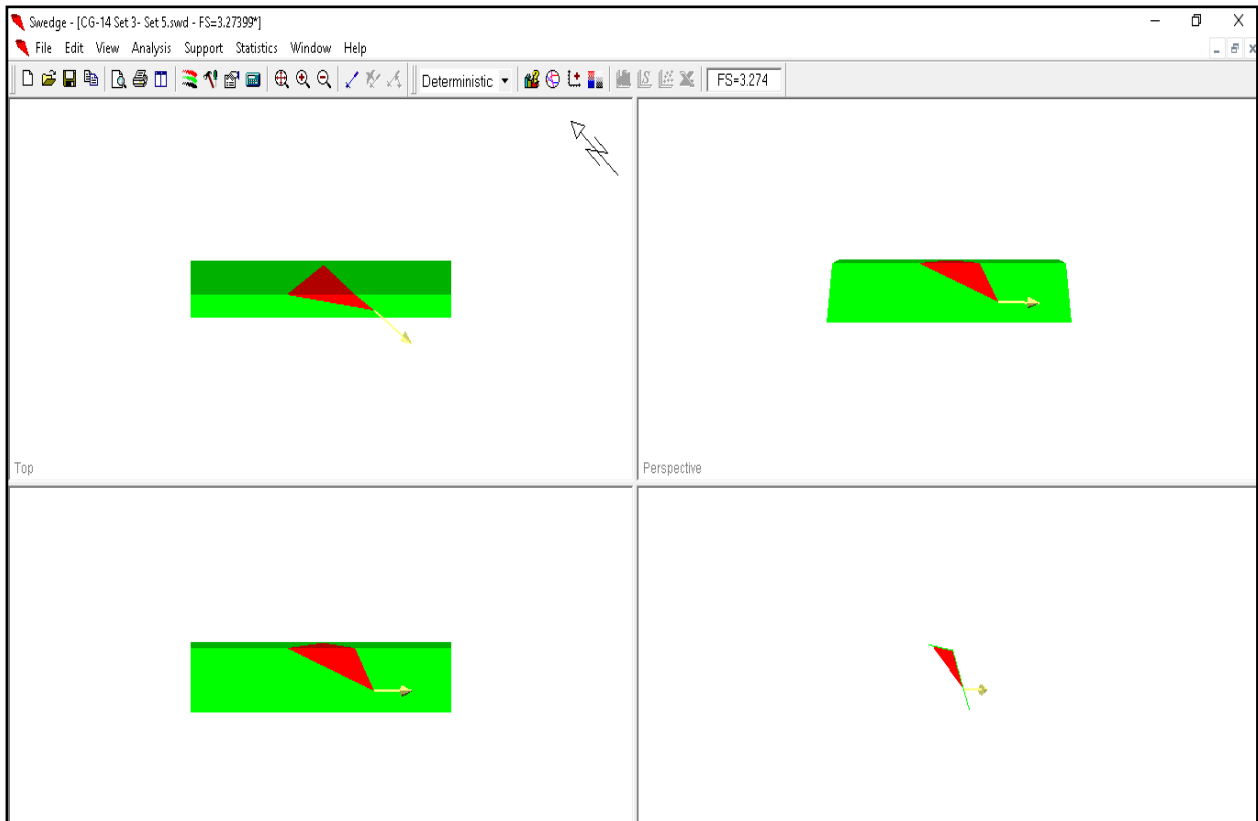 Swedge - [CG-14 Set 3- Set 5.swd - FS=3.27399*]
File Edit View Analysis Support Statistics Window Help
Deterministic FS=3.274
Top
Perspective